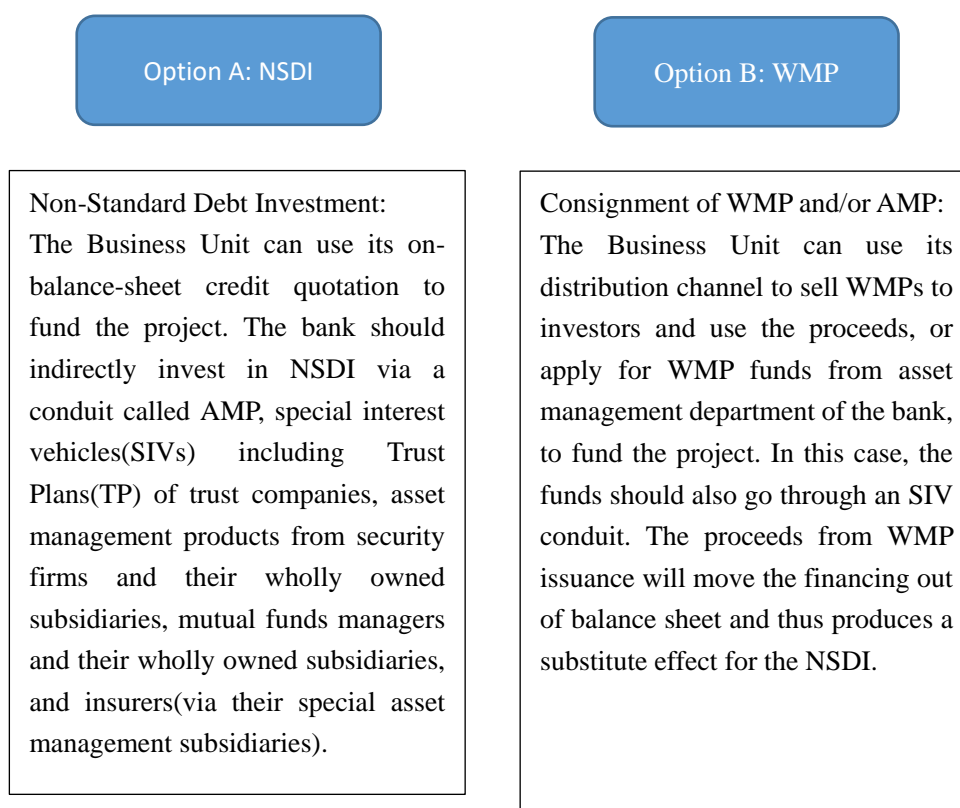 Option A: NSDI
Option B: WMP
Non-Standard Debt Investment:
The Business Unit can use its on-
balance-sheet credit quotation to
fund the project. The bank should
indirectly invest in NSDI via a
conduit called AMP, special interest
vehicles(SIVs) including Trust
Plans(TP) of trust companies, asset
management products from security
firms and their wholly owned
subsidiaries, mutual funds managers
and their wholly owned subsidiaries,
and insurers(via their special asset
management subsidiaries).
Consignment of WMP and/or AMP:
The Business Unit can use its
distribution channel to sell WMPs to
investors and use the proceeds, or
apply for WMP funds from asset
management department of the bank,
to fund the project. In this case, the
funds should also go through an SIV
conduit. The proceeds from WMP
issuance will move the financing out
of balance sheet and thus produces a
substitute effect for the NSDI.